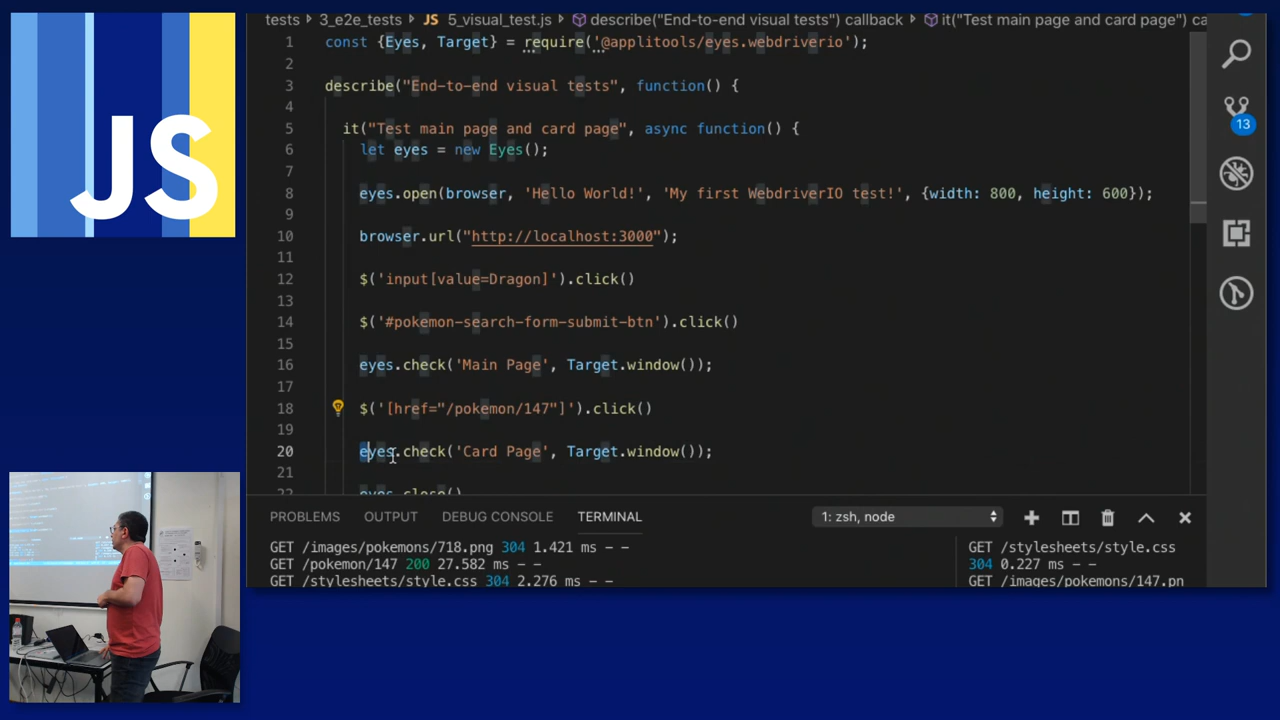 JS
tests › 3_e2e_tests › JS 5_visual_test.js › describe("End-to-end visual tests") callback › it("Test main page and card page") ca
1 const {Eyes, Target} = require('@applitools/eyes.webdriverio');
2
3 describe("End-to-end visual tests", function() {
4
5 it("Test main page and card page", async function() {
6 let eyes = new Eyes();
7
8 eyes.open(browser, 'Hello World!', 'My first WebdriverIO test!', {width: 800, height: 600});
9
10 browser.url("http://localhost:3000");
11
12 $('input[value=Dragon]').click()
13
14 $('#pokemon-search-form-submit-btn').click()
15
16 eyes.check('Main Page', Target.window());
17
18 $('[href="/pokemon/147"]').click()
19
20 eyes.check('Card Page', Target.window());
21
22 eyes.close()
13
PROBLEMS OUTPUT DEBUG CONSOLE TERMINAL 1: zsh, node
GET /images/pokemons/718.png 304 1.421 ms - -
GET /pokemon/147 200 27.582 ms - -
GET /stylesheets/style.css 304 2.276 ms - -
GET /stylesheets/style.css
304 0.227 ms - -
GET /images/pokemons/147.pn